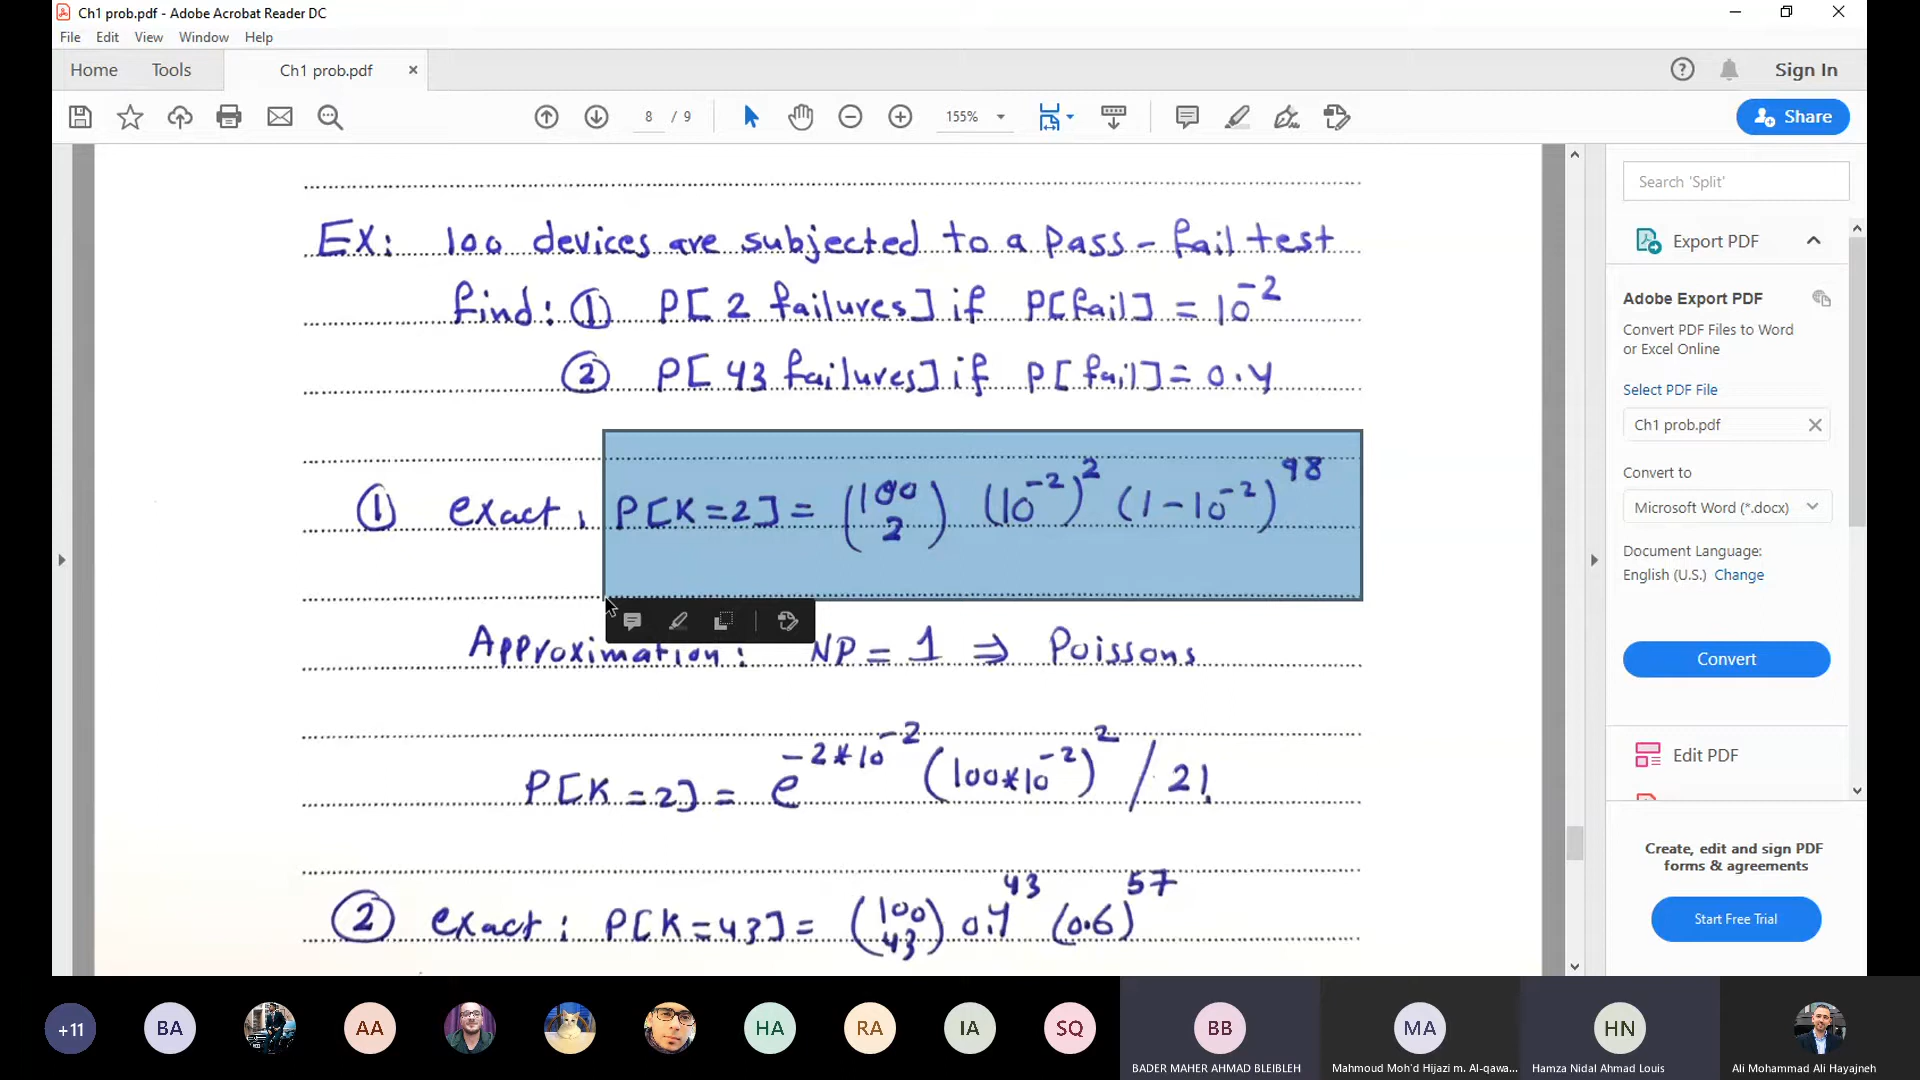 Ch1 prob.pdf - Adobe Acrobat Reader DC
File Edit View Window Help
Home Tools Ch1 prob.pdf × Sign In
8 / 9 155% Share
EX: 100 devices are subjected to a pass-fail test
find: ① P[2 failures] if P[fail] = 10⁻²
② P[43 failures] if P[fail] = 0.4
① exact: P[K=2] = (100 2) (10⁻²)² (1-10⁻²)⁹⁸
Approximation: NP = 1 ⇒ Poissons
P[K=2] = e^(-2*10⁻²) (100*10⁻²)² / 2!
② exact: P[K=43] = (100 43) 0.4⁴³ (0.6)⁵⁷
Search 'Split'
Export PDF
Adobe Export PDF
Convert PDF Files to Word
or Excel Online
Select PDF File
Ch1 prob.pdf
Convert to
Microsoft Word (*.docx)
Document Language:
English (U.S.) Change
Convert
Edit PDF
Create, edit and sign PDF
forms & agreements
Start Free Trial
+11 BA AA HA RA IA SQ BB MA HN
BADER MAHER AHMAD BLEIBLEH Mahmoud Moh'd Hijazi m. Al-qawa... Hamza Nidal Ahmad Louis Ali Mohammad Ali Hayajneh